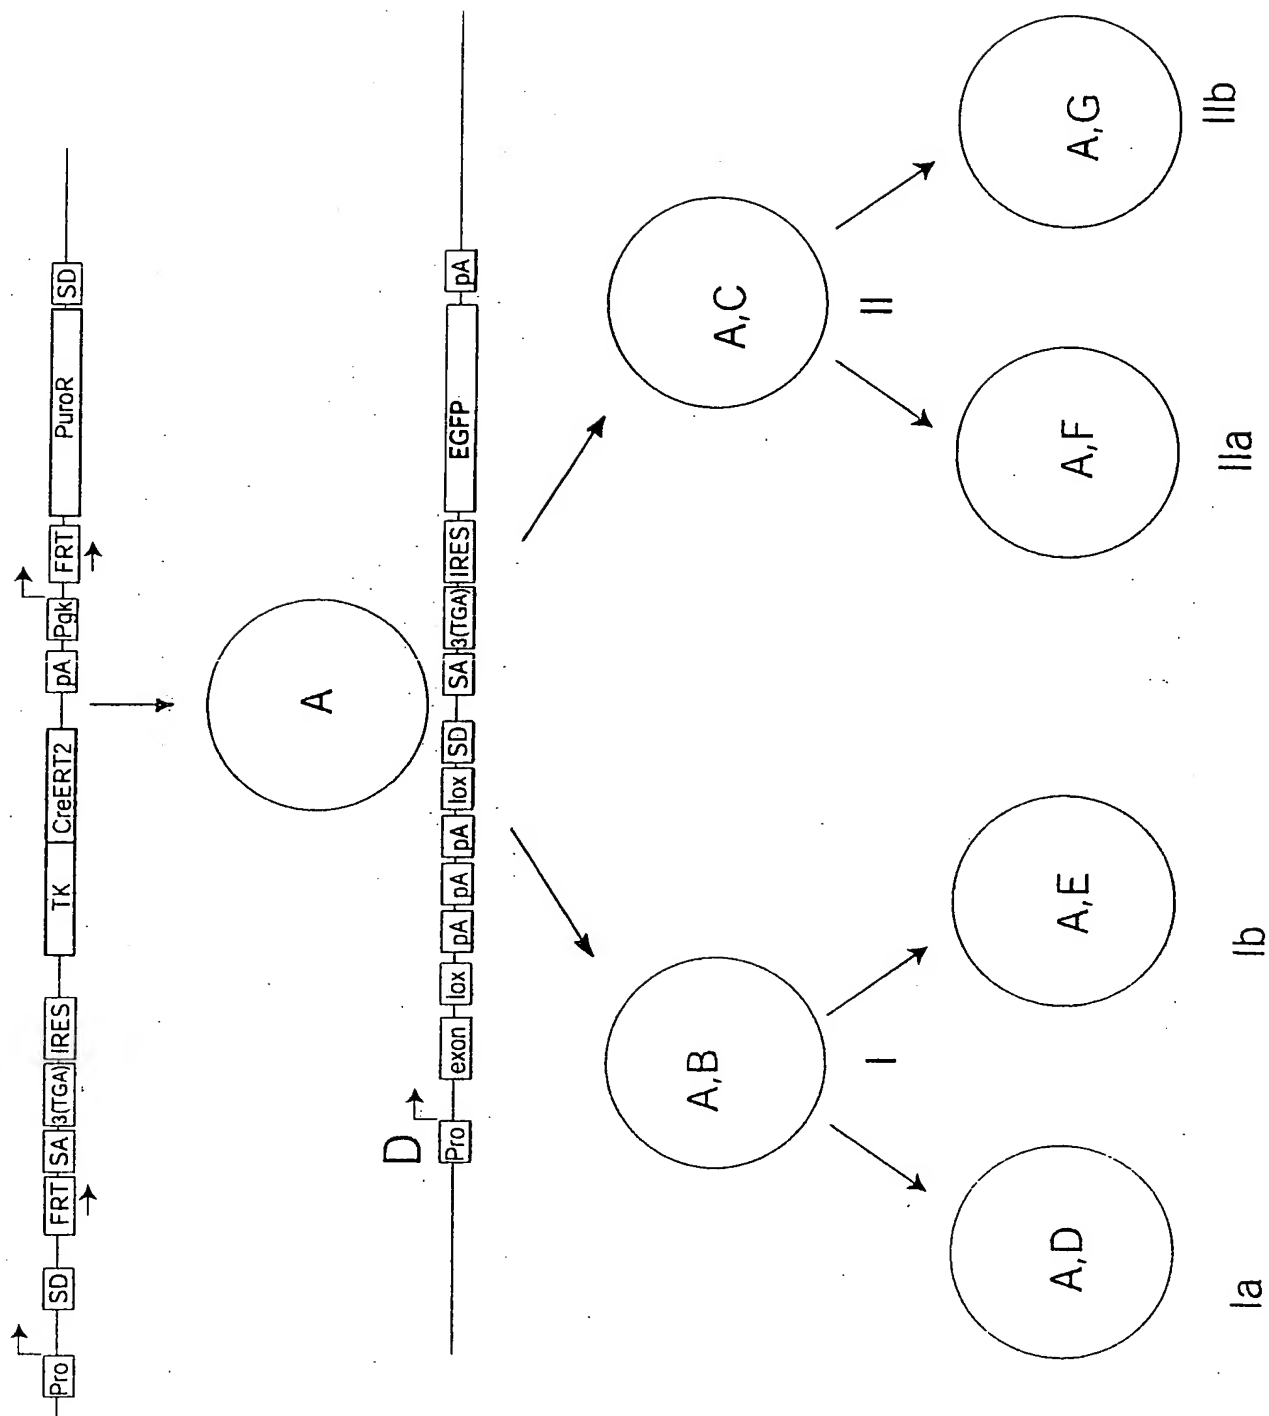 Pro SD FRT SA 3(TGA) IRES TK CreERT2 pA Pgk FRT PuroR SD
A
D
Pro exon lox pA pA pA lox SD SA 3(TGA) IRES EGFP pA
A,B A,C
I II
A,D A,E A,F A,G
Ia Ib IIa IIb